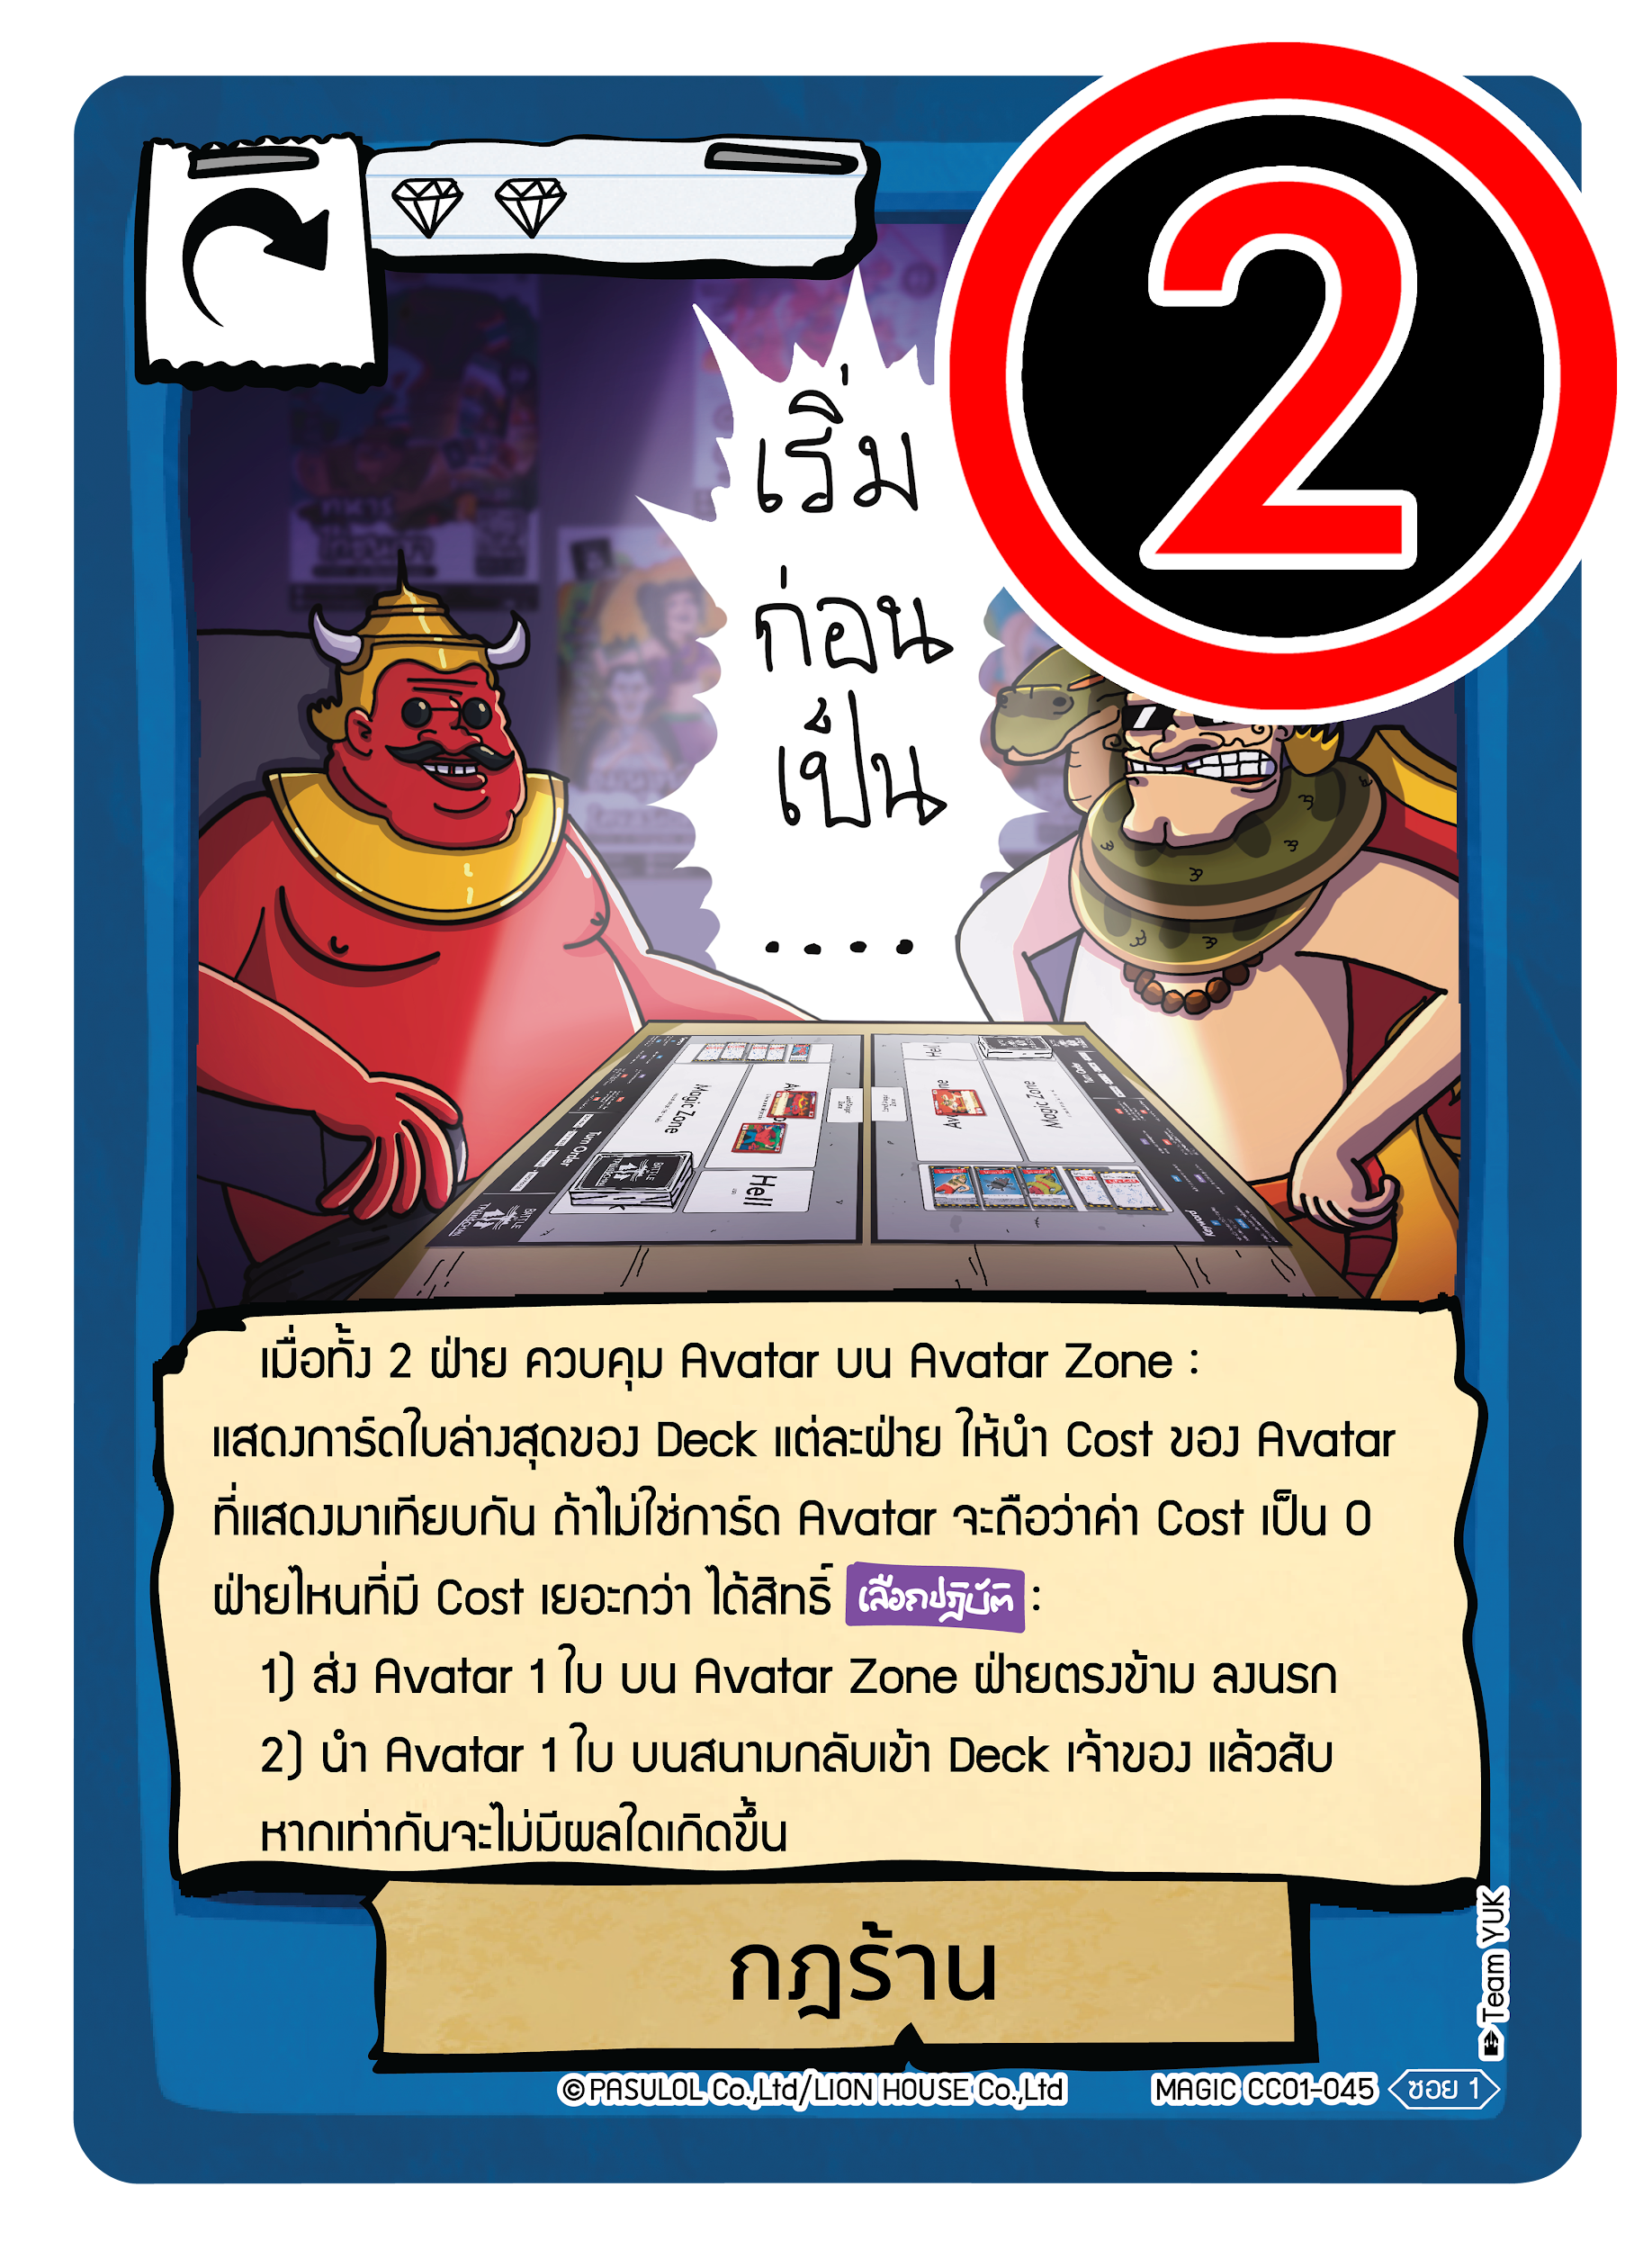 2
เริ่ม
ก่อน
เป็น
....
Magic Zone
Turn Order
Hell
Hell
Magic Zone
Keyword
เมื่อทั้ง 2 ฝ่าย ควบคุม Avatar บน Avatar Zone :
แสดงการ์ดใบล่างสุดของ Deck แต่ละฝ่าย ให้นำ Cost ของ Avatar
ที่แสดงมาเทียบกัน ถ้าไม่ใช่การ์ด Avatar จะถือว่าค่า Cost เป็น 0
ฝ่ายไหนที่มี Cost เยอะกว่า ได้สิทธิ์ เลือกปฏิบัติ :
1) ส่ง Avatar 1 ใบ บน Avatar Zone ฝ่ายตรงข้าม ลงนรก
2) นำ Avatar 1 ใบ บนสนามกลับเข้า Deck เจ้าของ แล้วสับ
หากเท่ากันจะไม่มีผลใดเกิดขึ้น
กฎร้าน
Team YUK
© PASULOL Co.,Ltd/LION HOUSE Co.,Ltd
MAGIC CC01-045 ซอย 1